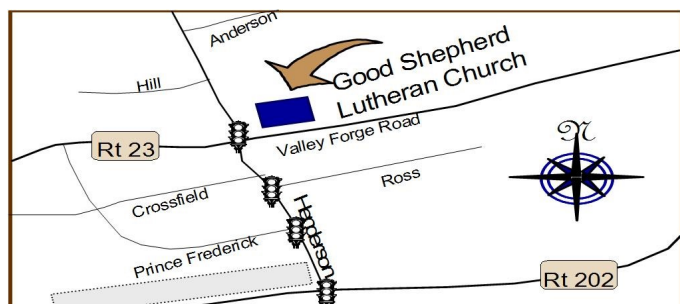 Anderson
Good Shepherd
Lutheran Church
Hill
Rt 23
Valley Forge Road
N
Ross
Crossfield
Henderson
Prince Frederick
Rt 202